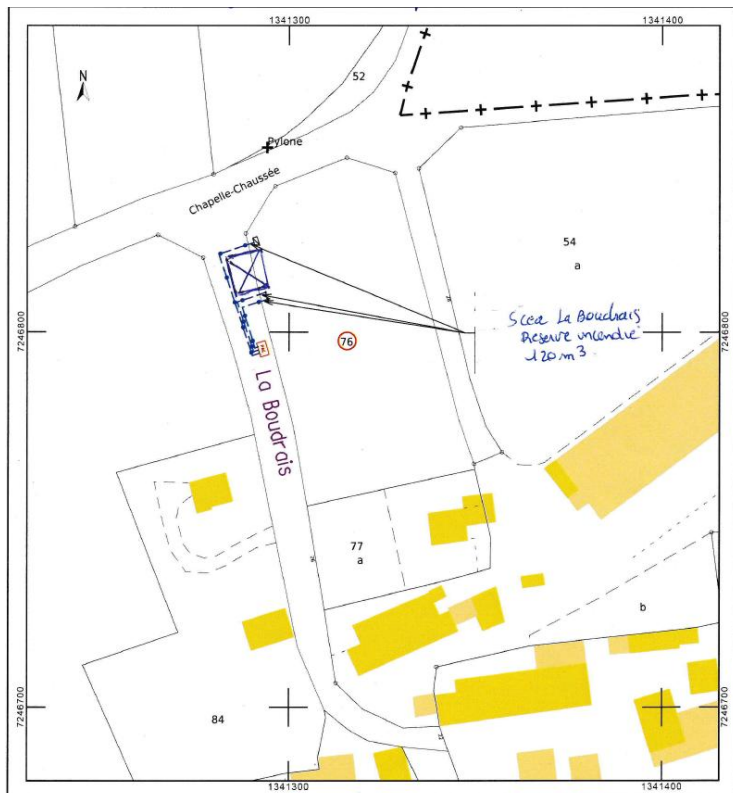 1341300
1341400
N
52
Pylone
Chapelle-Chaussée
54
a
7246800
7246800
Scea La Boudrais
Réserve incendie
120 m3
76
La Boudrais
77
a
b
84
7246700
7246700
1341300
1341400